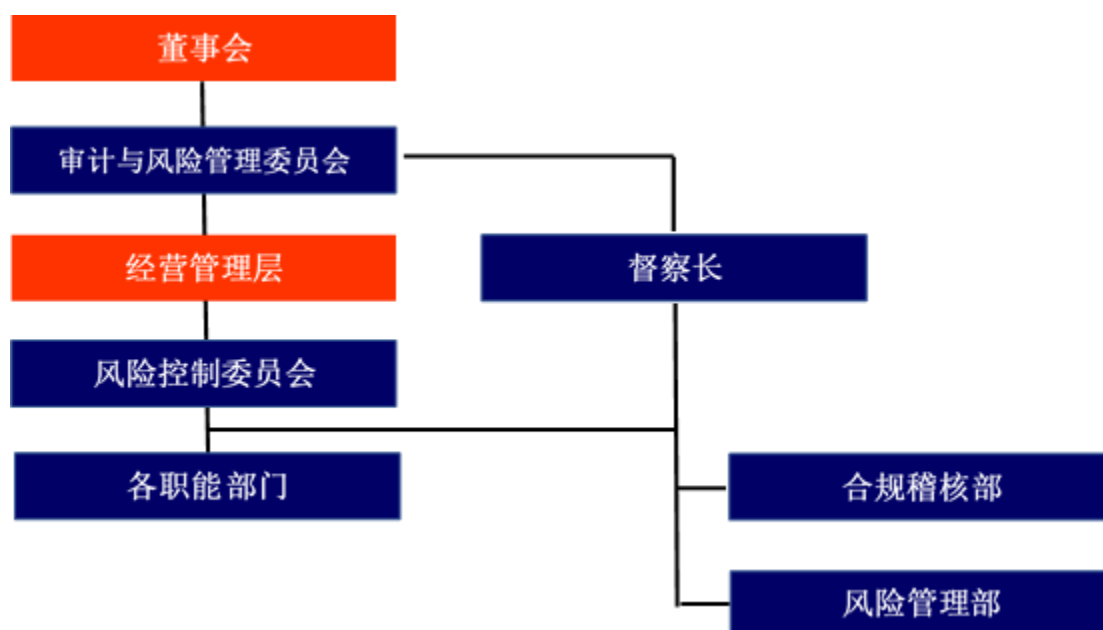 董事会
审计与风险管理委员会
经营管理层
督察长
风险控制委员会
各职能部门
合规稽核部
风险管理部